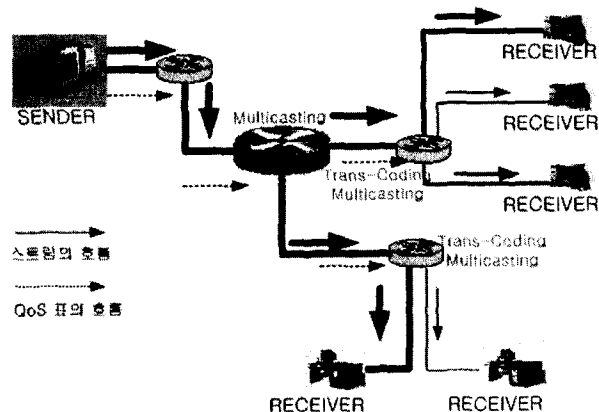 SENDER
Multicasting
RECEIVER
RECEIVER
Trans-Coding
Multicasting
RECEIVER
스트림의 흐름
QoS 표의 흐름
Trans-Coding
Multicasting
RECEIVER
RECEIVER